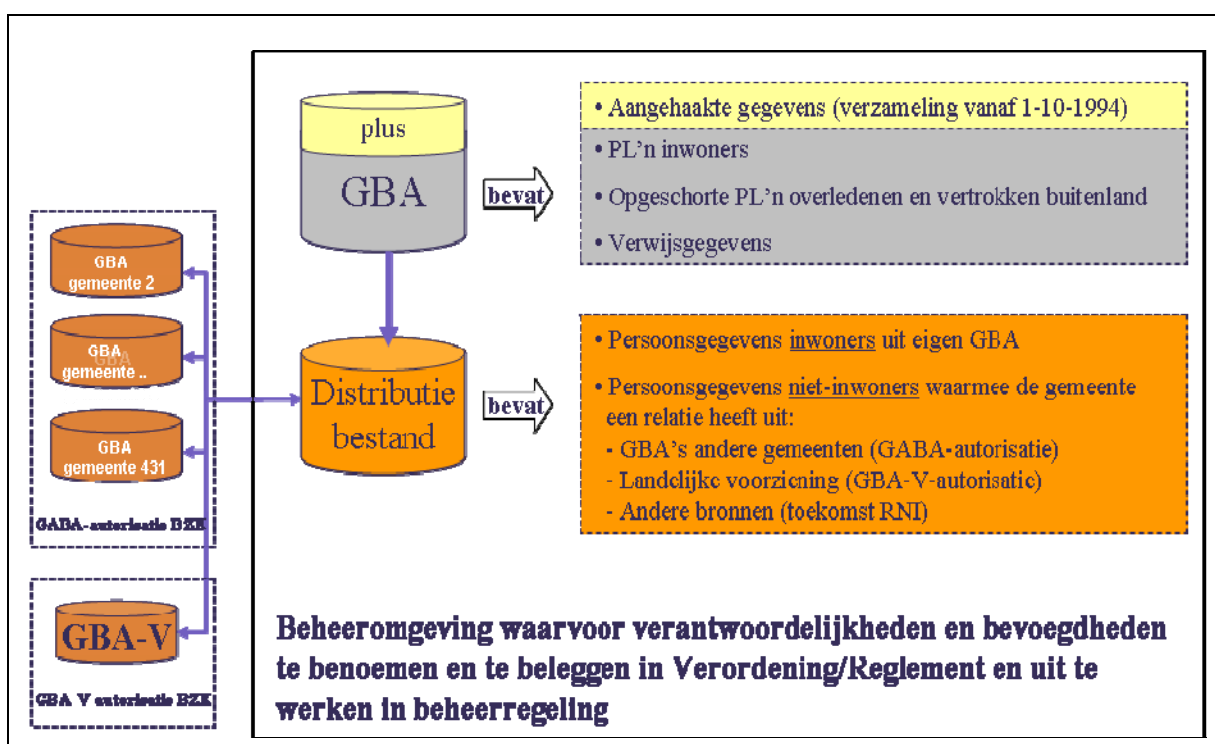 plus
GBA
bevat
• Aangehaakte gegevens (verzameling vanaf 1-10-1994)
• PL'n inwoners
• Opgeschorte PL'n overledenen en vertrokken buitenland
• Verwijsgegevens
GBA
gemeente 2
GBA
gemeente ..
GBA
gemeente 431
GABA-autorisatie BZK
GBA-V
GBA V autorisatie BZK
Distributie
bestand
bevat
• Persoonsgegevens inwoners uit eigen GBA
• Persoonsgegevens niet-inwoners waarmee de gemeente
een relatie heeft uit:
- GBA's andere gemeenten (GABA-autorisatie)
- Landelijke voorziening (GBA-V-autorisatie)
- Andere bronnen (toekomst RNI)
Beheeromgeving waarvoor verantwoordelijkheden en bevoegdheden
te benoemen en te beleggen in Verordening/Reglement en uit te
werken in beheerregeling